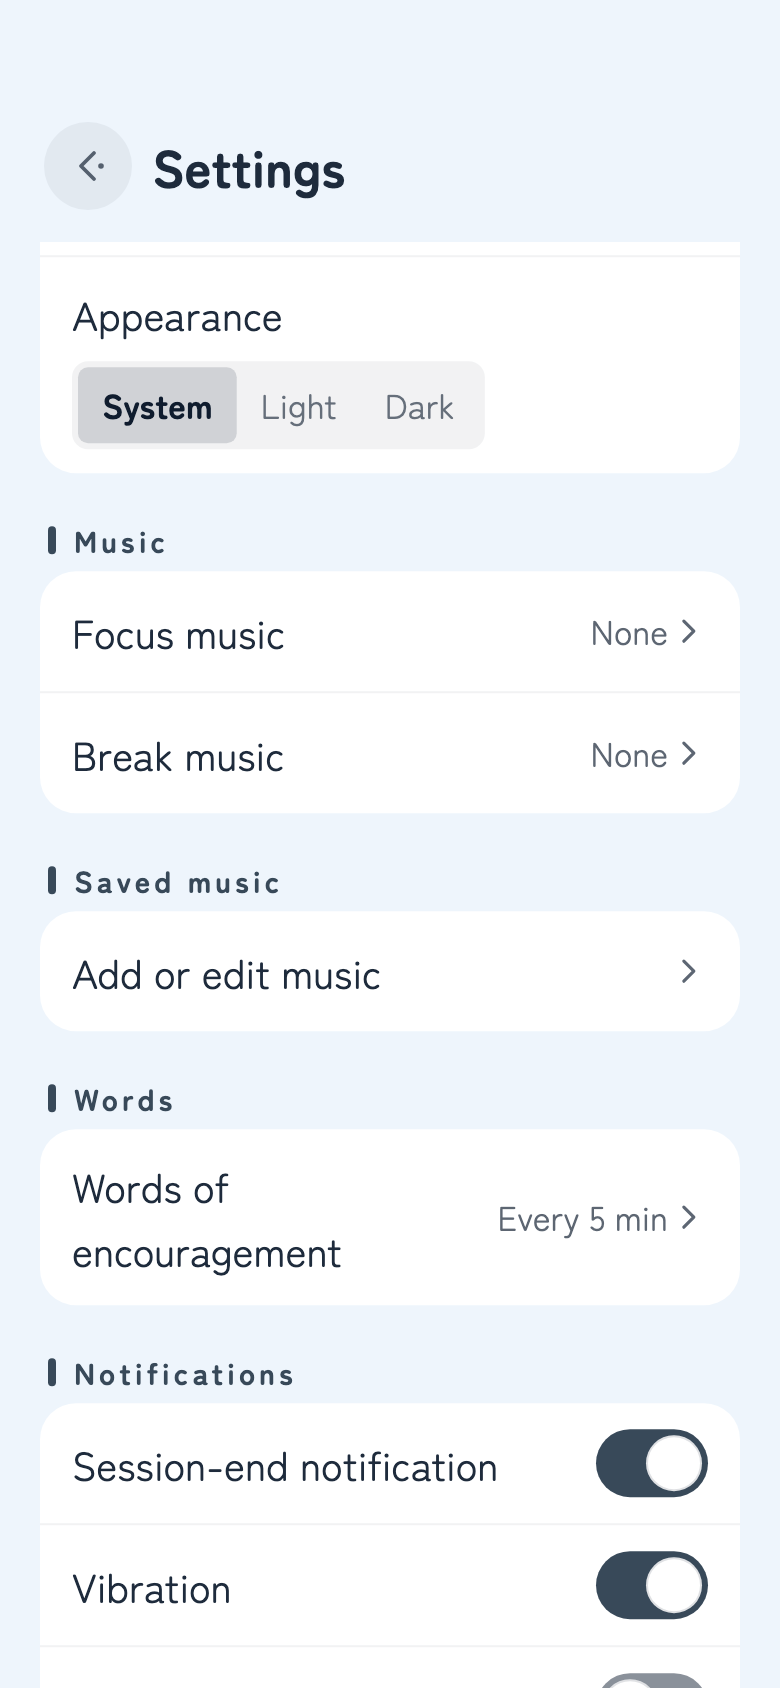 Settings
Appearance
System Light Dark
Music
Focus music None
Break music None
Saved music
Add or edit music
Words
Words of
encouragement
Every 5 min
Notifications
Session-end notification
Vibration